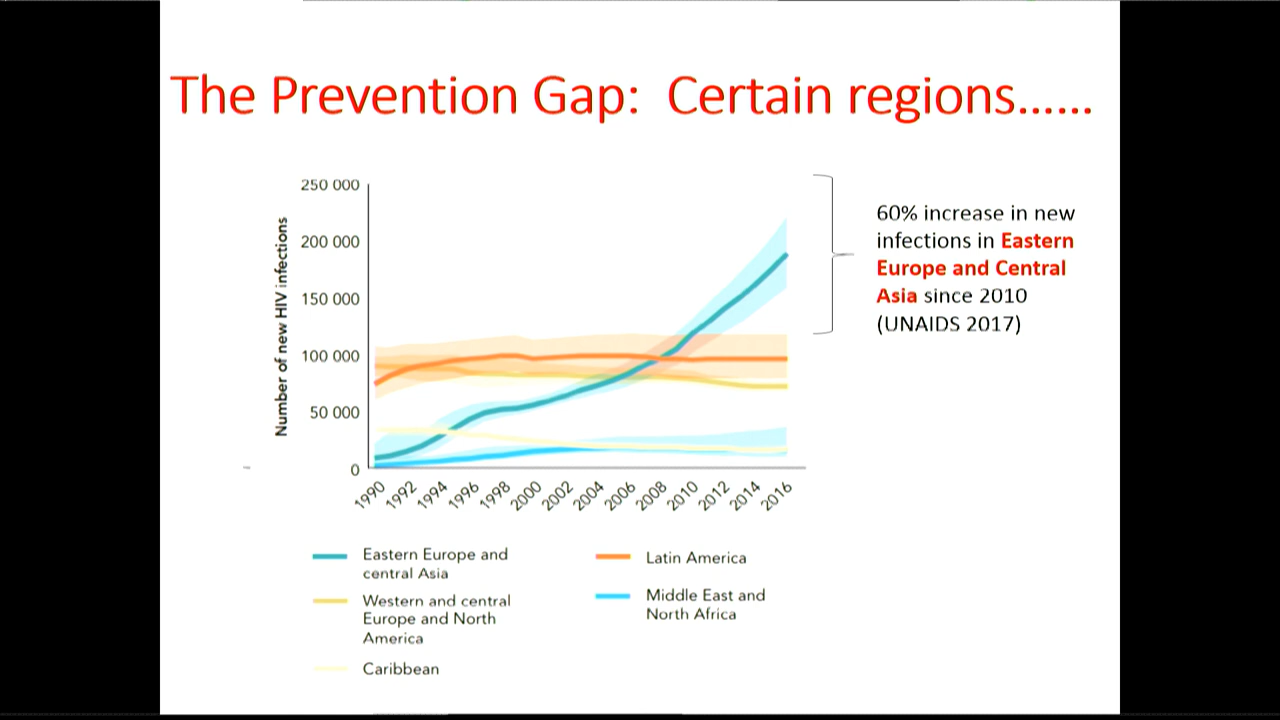 The Prevention Gap: Certain regions......
Number of new HIV infections
250 000
200 000
150 000
100 000
50 000
0
1990
1992
1994
1996
1998
2000
2002
2004
2006
2008
2010
2012
2014
2016
60% increase in new
infections in Eastern
Europe and Central
Asia since 2010
(UNAIDS 2017)
Eastern Europe and
central Asia
Western and central
Europe and North
America
Caribbean
Latin America
Middle East and
North Africa